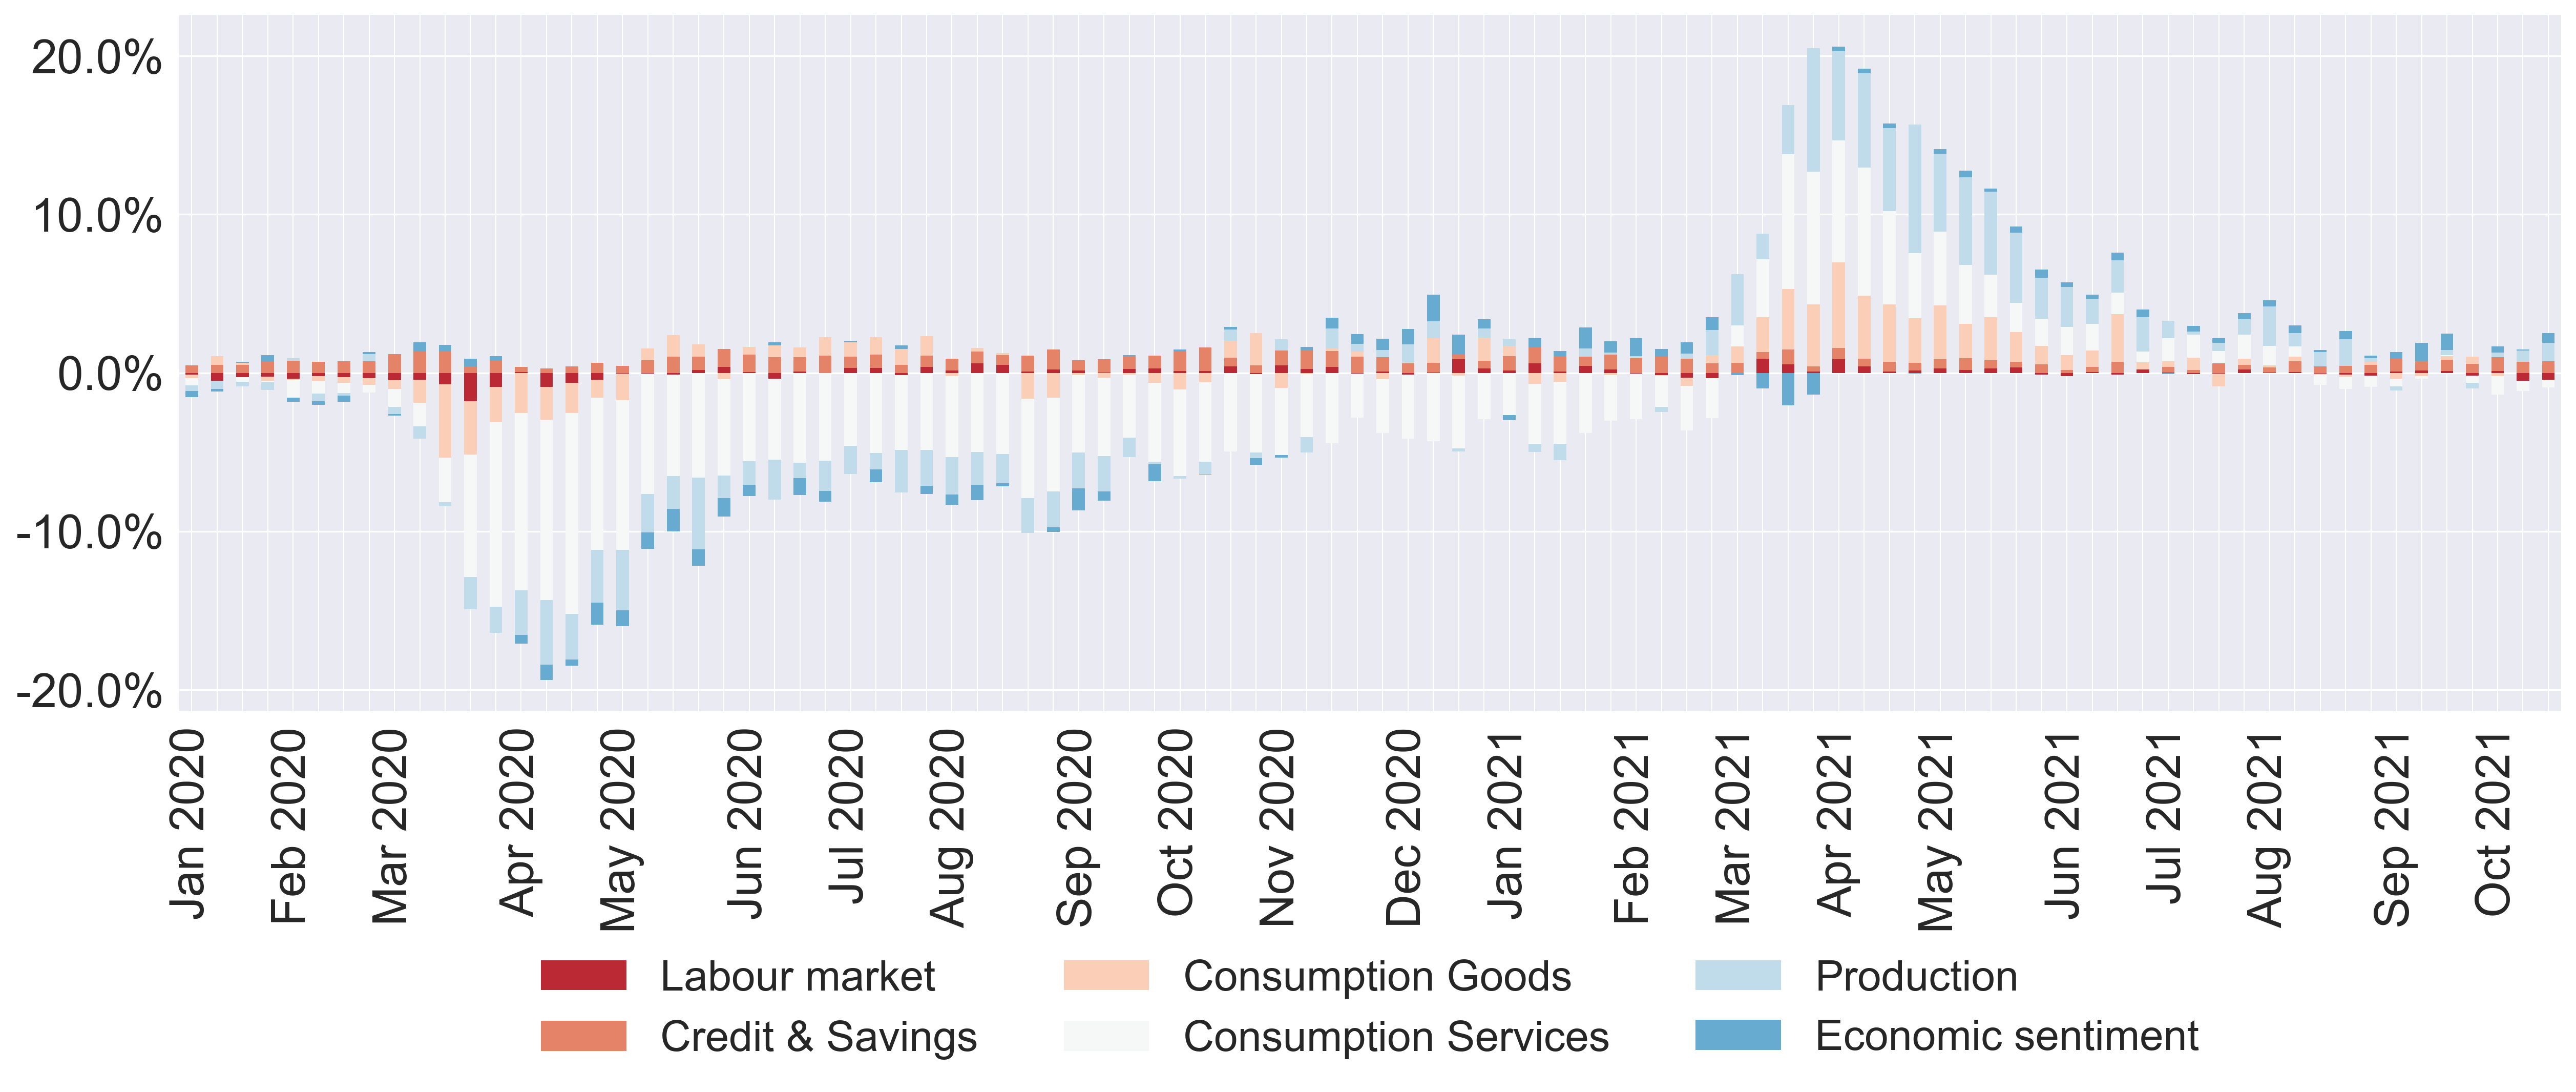 20.0%
10.0%
0.0%
-10.0%
-20.0%
Jan 2020
Feb 2020
Mar 2020
Apr 2020
May 2020
Jun 2020
Jul 2020
Aug 2020
Sep 2020
Oct 2020
Nov 2020
Dec 2020
Jan 2021
Feb 2021
Mar 2021
Apr 2021
May 2021
Jun 2021
Jul 2021
Aug 2021
Sep 2021
Oct 2021
Labour market
Consumption Goods
Production
Credit & Savings
Consumption Services
Economic sentiment